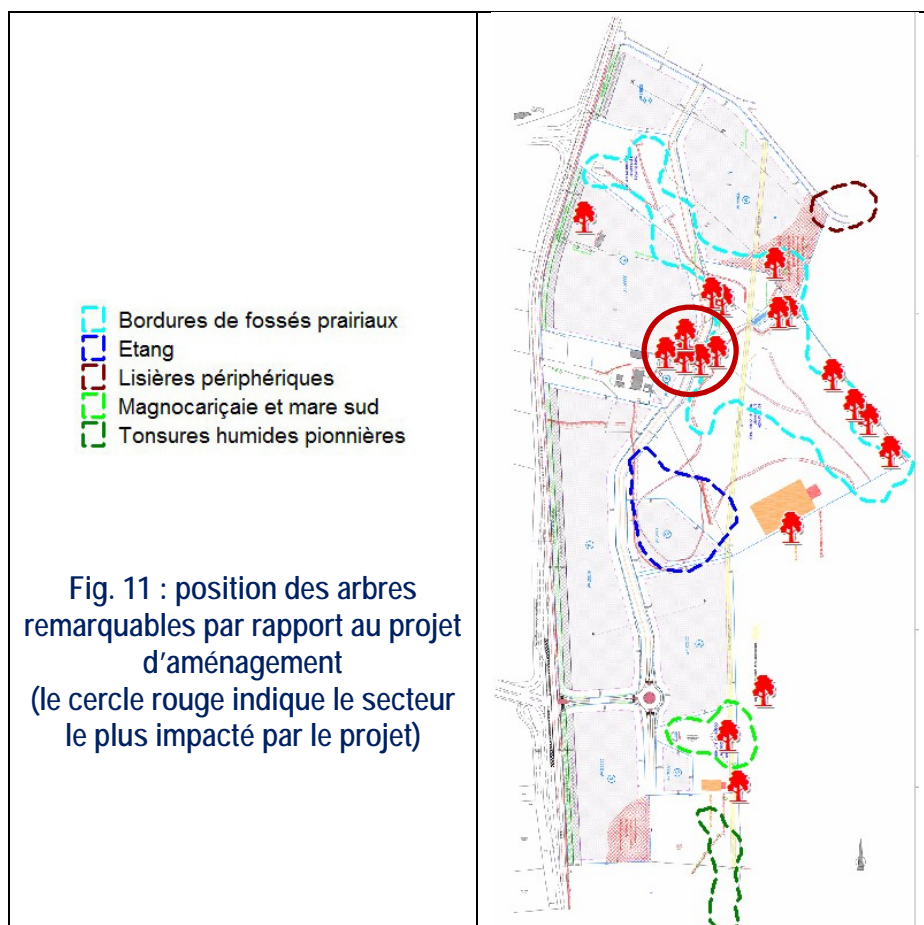 Bordures de fossés prairiaux
Etang
Lisières périphériques
Magnocariçaie et mare sud
Tonsures humides pionnières
Fig. 11 : position des arbres
remarquables par rapport au projet
d'aménagement
(le cercle rouge indique le secteur
le plus impacté par le projet)